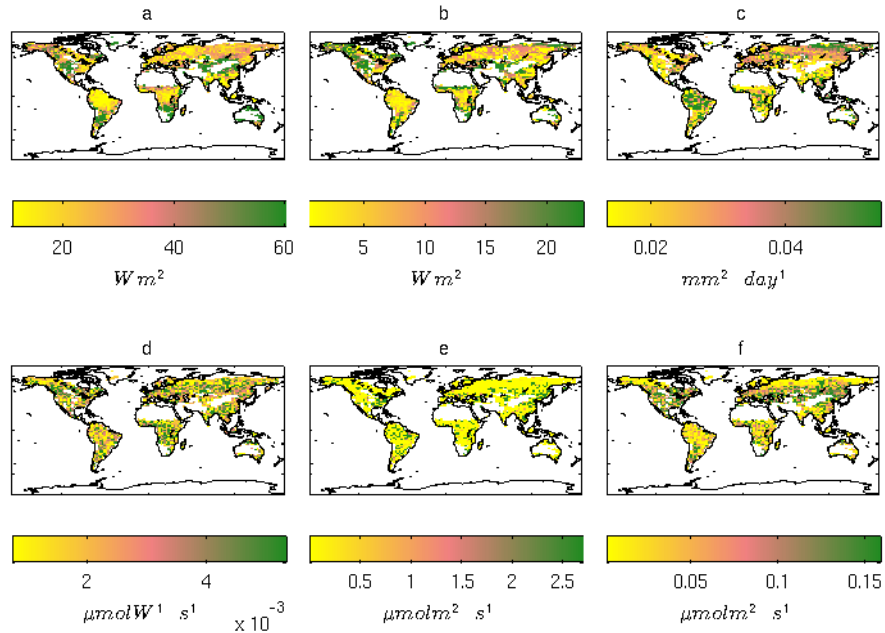 a b c
20 40 60 5 10 15 20 0.02 0.04
W m² W m² mm² day¹
d e f
2 4 0.5 1 1.5 2 2.5 0.05 0.1 0.15
μmolW¹ s¹ μmolm² s¹ μmolm² s¹
x 10⁻³